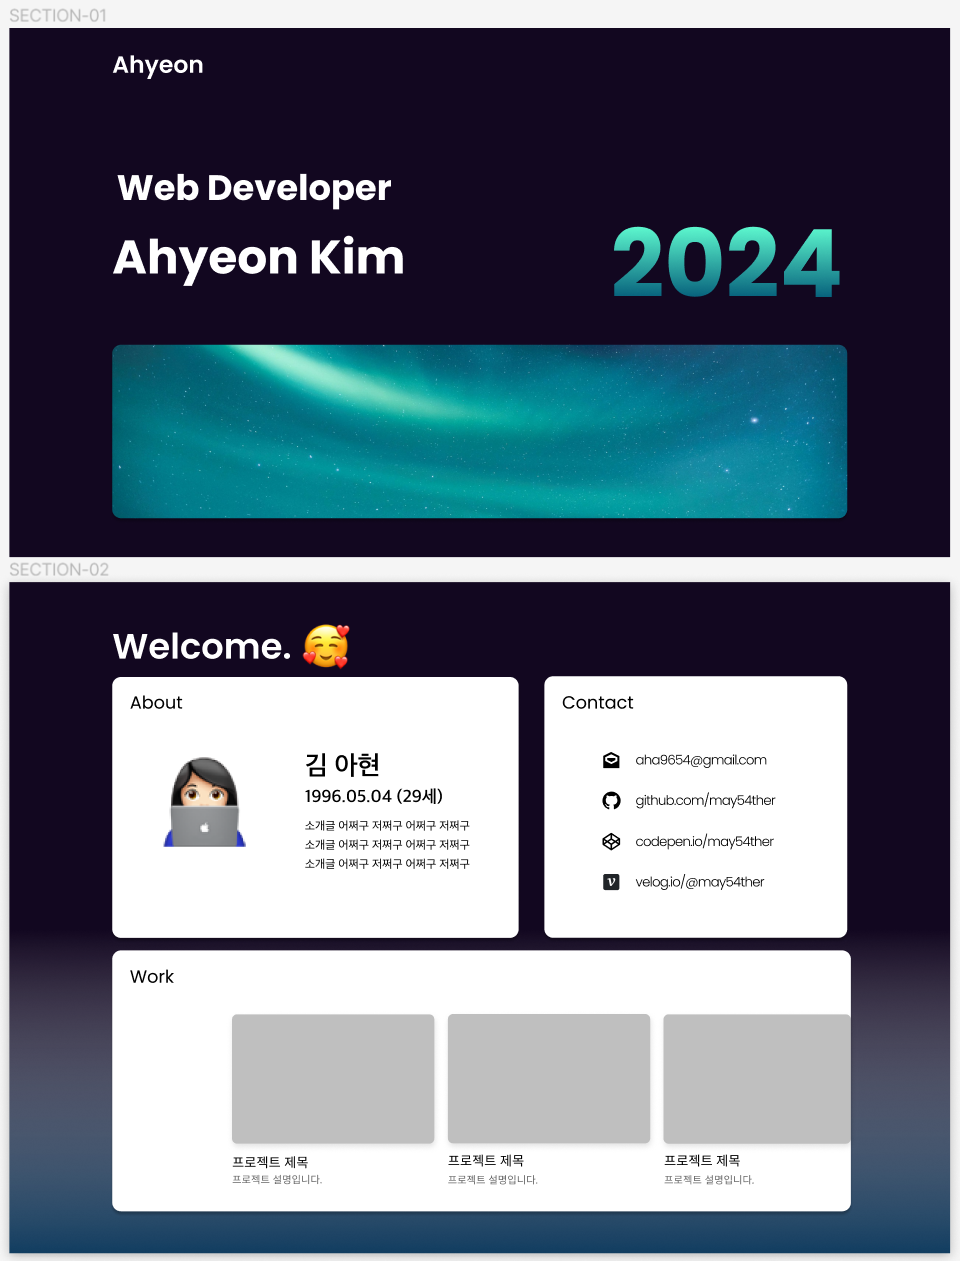 SECTION-01
Ahyeon
Web Developer
Ahyeon Kim
2024
SECTION-02
Welcome. 🥰
About
김 아현
1996.05.04 (29세)
소개글 어쩌구 저쩌구 어쩌구 저쩌구
소개글 어쩌구 저쩌구 어쩌구 저쩌구
소개글 어쩌구 저쩌구 어쩌구 저쩌구
Contact
aha9654@gmail.com
github.com/may54ther
codepen.io/may54ther
velog.io/@may54ther
Work
프로젝트 제목
프로젝트 설명입니다.
프로젝트 제목
프로젝트 설명입니다.
프로젝트 제목
프로젝트 설명입니다.